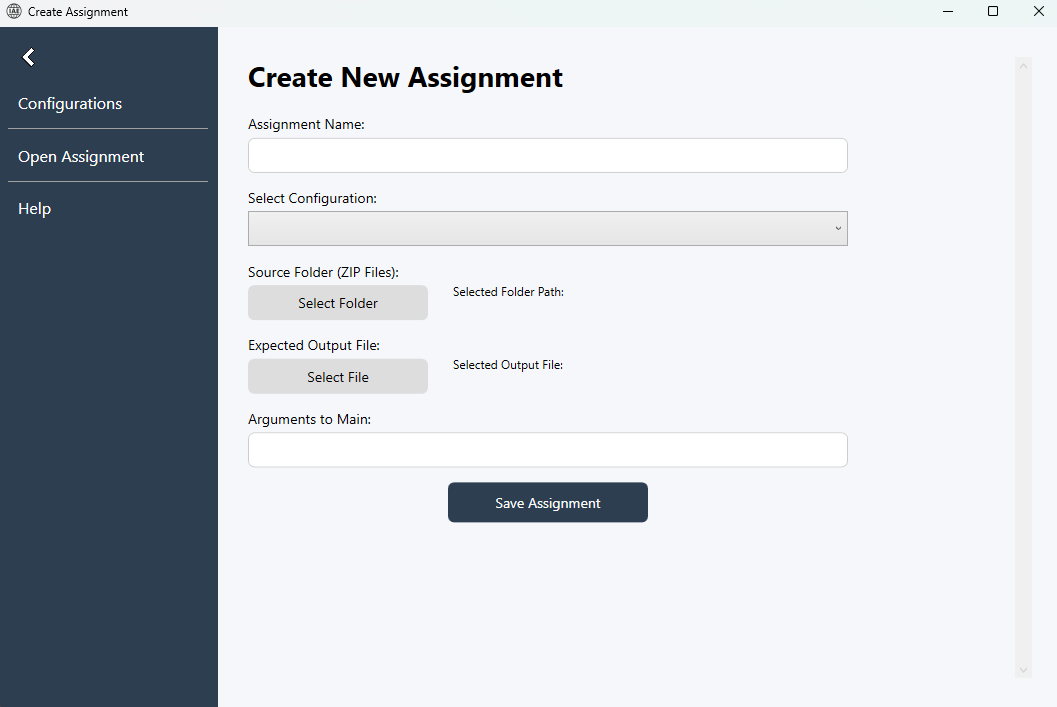 IAE
Create Assignment
Configurations
Open Assignment
Help
Create New Assignment
Assignment Name:
Select Configuration:
Source Folder (ZIP Files):
Select Folder
Selected Folder Path:
Expected Output File:
Select File
Selected Output File:
Arguments to Main:
Save Assignment